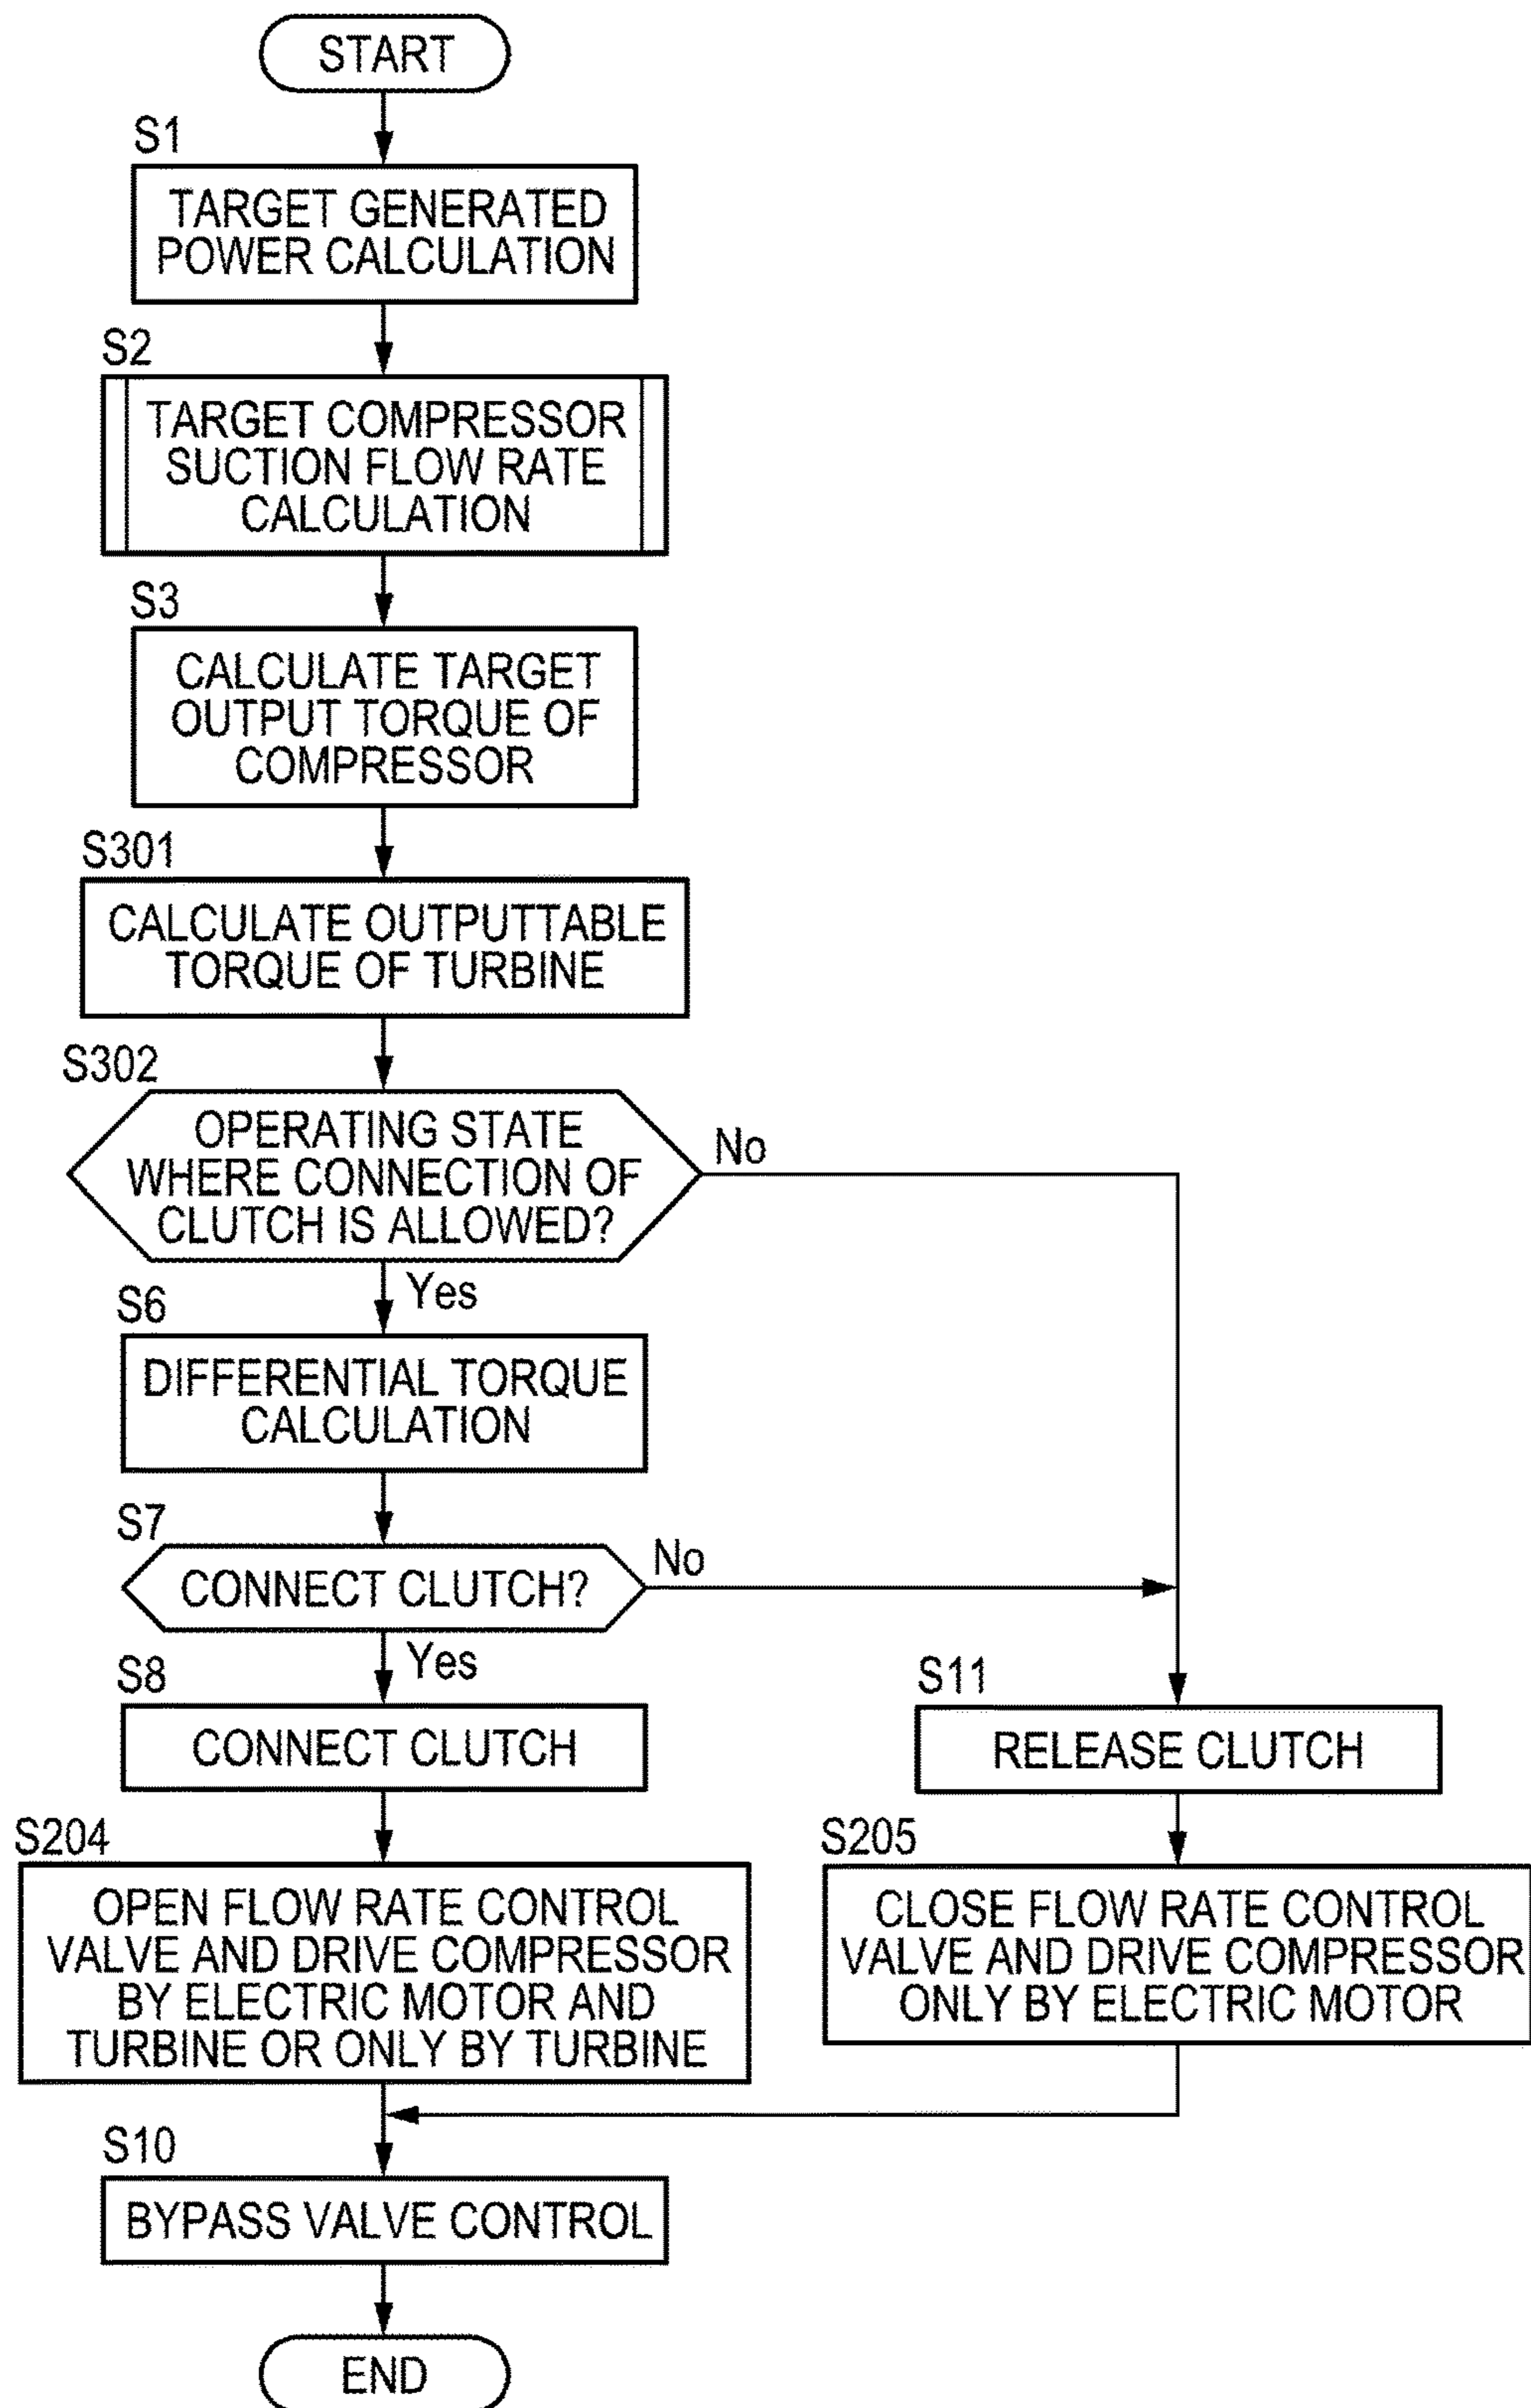 START
S1
TARGET GENERATED
POWER CALCULATION
S2
TARGET COMPRESSOR
SUCTION FLOW RATE
CALCULATION
S3
CALCULATE TARGET
OUTPUT TORQUE OF
COMPRESSOR
S301
CALCULATE OUTPUTTABLE
TORQUE OF TURBINE
S302
OPERATING STATE
WHERE CONNECTION OF
CLUTCH IS ALLOWED?
No
Yes
S6
DIFFERENTIAL TORQUE
CALCULATION
S7
CONNECT CLUTCH?
No
Yes
S8
CONNECT CLUTCH
S11
RELEASE CLUTCH
S204
OPEN FLOW RATE CONTROL
VALVE AND DRIVE COMPRESSOR
BY ELECTRIC MOTOR AND
TURBINE OR ONLY BY TURBINE
S205
CLOSE FLOW RATE CONTROL
VALVE AND DRIVE COMPRESSOR
ONLY BY ELECTRIC MOTOR
S10
BYPASS VALVE CONTROL
END